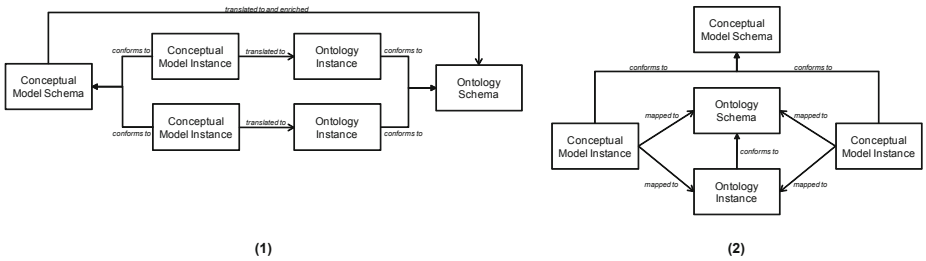 translated to and enriched
conforms to
Conceptual
Model Instance
translated to
Ontology
Instance
conforms to
Conceptual
Model Schema
Ontology
Schema
conforms to
Conceptual
Model Instance
translated to
Ontology
Instance
conforms to
(1)
Conceptual
Model Schema
conforms to
conforms to
mapped to
Ontology
Schema
mapped to
Conceptual
Model Instance
conforms to
Conceptual
Model Instance
mapped to
Ontology
Instance
mapped to
(2)